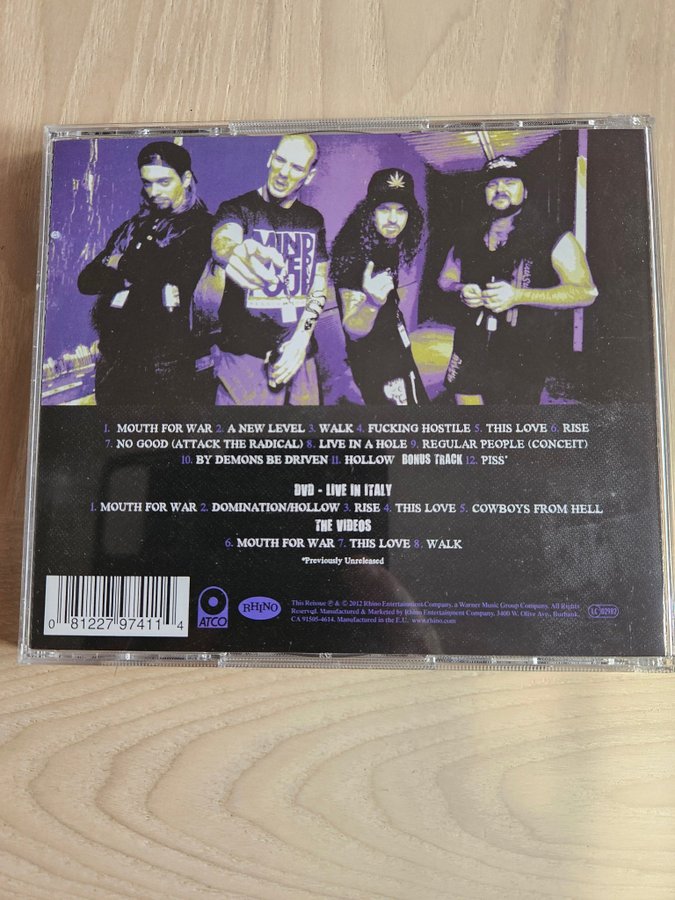 MIND
OVER
1. MOUTH FOR WAR 2. A NEW LEVEL 3. WALK 4. FUCKING HOSTILE 5. THIS LOVE 6. RISE
7. NO GOOD (ATTACK THE RADICAL) 8. LIVE IN A HOLE 9. REGULAR PEOPLE (CONCEIT)
10. BY DEMONS BE DRIVEN 11. HOLLOW BONUS TRACK 12. PISS*
DVD - LIVE IN ITALY
1. MOUTH FOR WAR 2. DOMINATION/HOLLOW 3. RISE 4. THIS LOVE 5. COWBOYS FROM HELL
THE VIDEOS
6. MOUTH FOR WAR 7. THIS LOVE 8. WALK
*Previously Unreleased
0 81227 97411 4
ATCO
RHINO
This Reissue ℗ & © 2012 Rhino Entertainment Company, a Warner Music Group Company. All Rights
Reserved. Manufactured & Marketed by Rhino Entertainment Company, 3400 W. Olive Ave., Burbank,
CA 91505-4614. Manufactured in the E.U. www.rhino.com
LC 02982